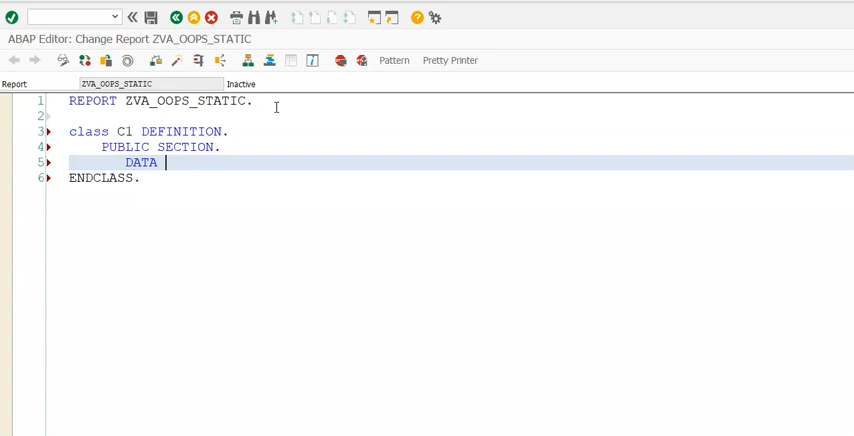 ABAP Editor: Change Report ZVA_OOPS_STATIC
Pattern Pretty Printer
Report ZVA_OOPS_STATIC Inactive
1 REPORT ZVA_OOPS_STATIC.
2
3 class C1 DEFINITION.
4 PUBLIC SECTION.
5 DATA
6 ENDCLASS.